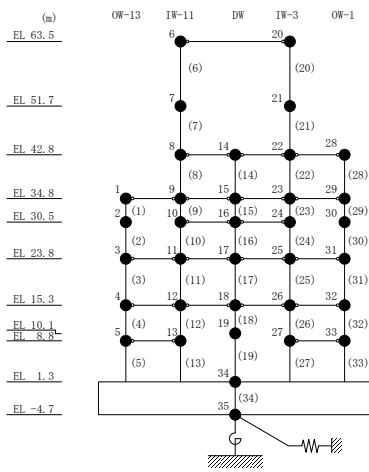 (m) OW-13 IW-11 DW IW-3 OW-1
EL 63.5 6 20
(6) (20)
EL 51.7 7 21
(7) (21)
EL 42.8 8 14 22 28
(8) (14) (22) (28)
EL 34.8 1 9 15 23 29
(1) (9) (15) (23) (29)
EL 30.5 2 10 16 24 30
(2) (10) (16) (24) (30)
EL 23.8 3 11 17 25 31
(3) (11) (17) (25) (31)
EL 15.3 4 12 18 26 32
(4) (12) (18) (26) (32)
EL 10.1 19
EL 8.8 5 13 27 33
(5) (13) (19) (27) (33)
EL 1.3 34
(34)
EL -4.7 35